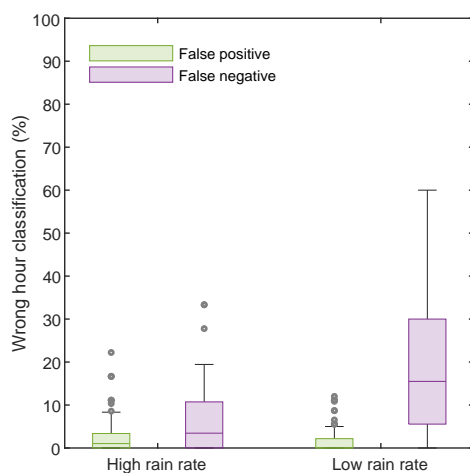 100
90
80
70
60
50
40
30
20
10
0
Wrong hour classification (%)
False positive
False negative
High rain rate
Low rain rate